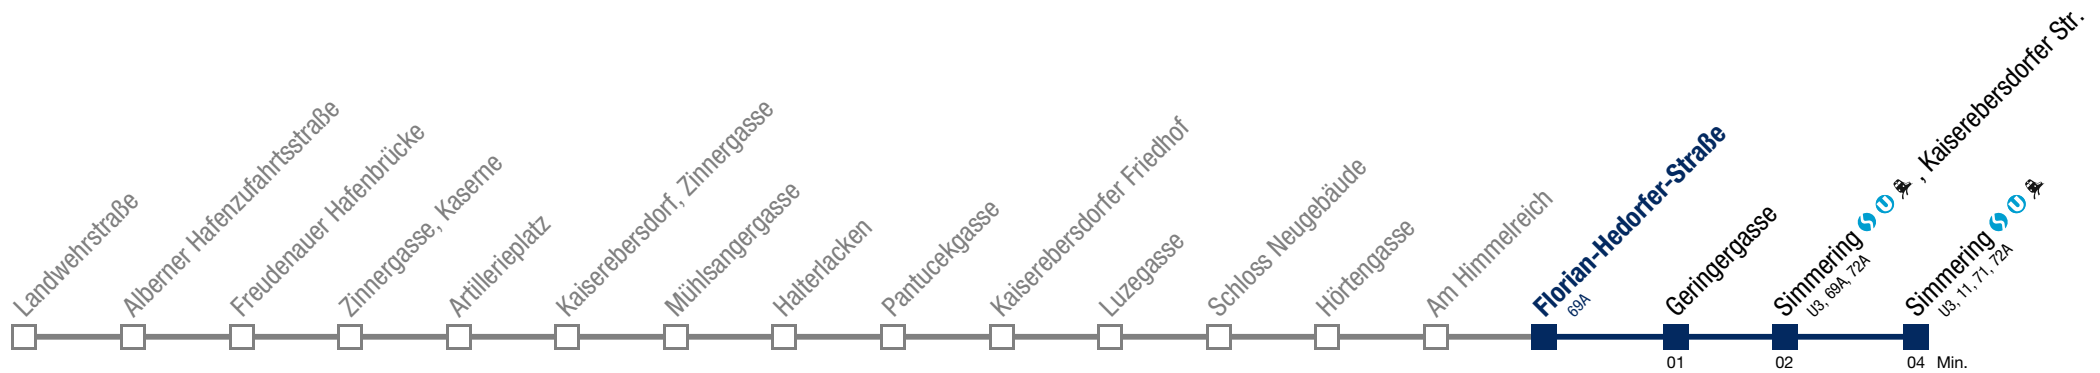 Landwehrstraße
Alberner Hafenzufahrtsstraße
Freudenauer Hafenbrücke
Zinnergasse, Kaserne
Artillerieplatz
Kaiserebersdorf, Zinnergasse
Mühlsangergasse
Halterlacken
Pantucekgasse
Kaiserebersdorfer Friedhof
Luzegasse
Schloss Neugebäude
Hörtengasse
Am Himmelreich
Florian-Hedorfer-Straße
69A
Geringergasse
Simmering S U , Kaiserebersdorfer Str.
U3, 69A, 72A
Simmering S U
U3, 11, 71, 72A
01
02
04 Min.